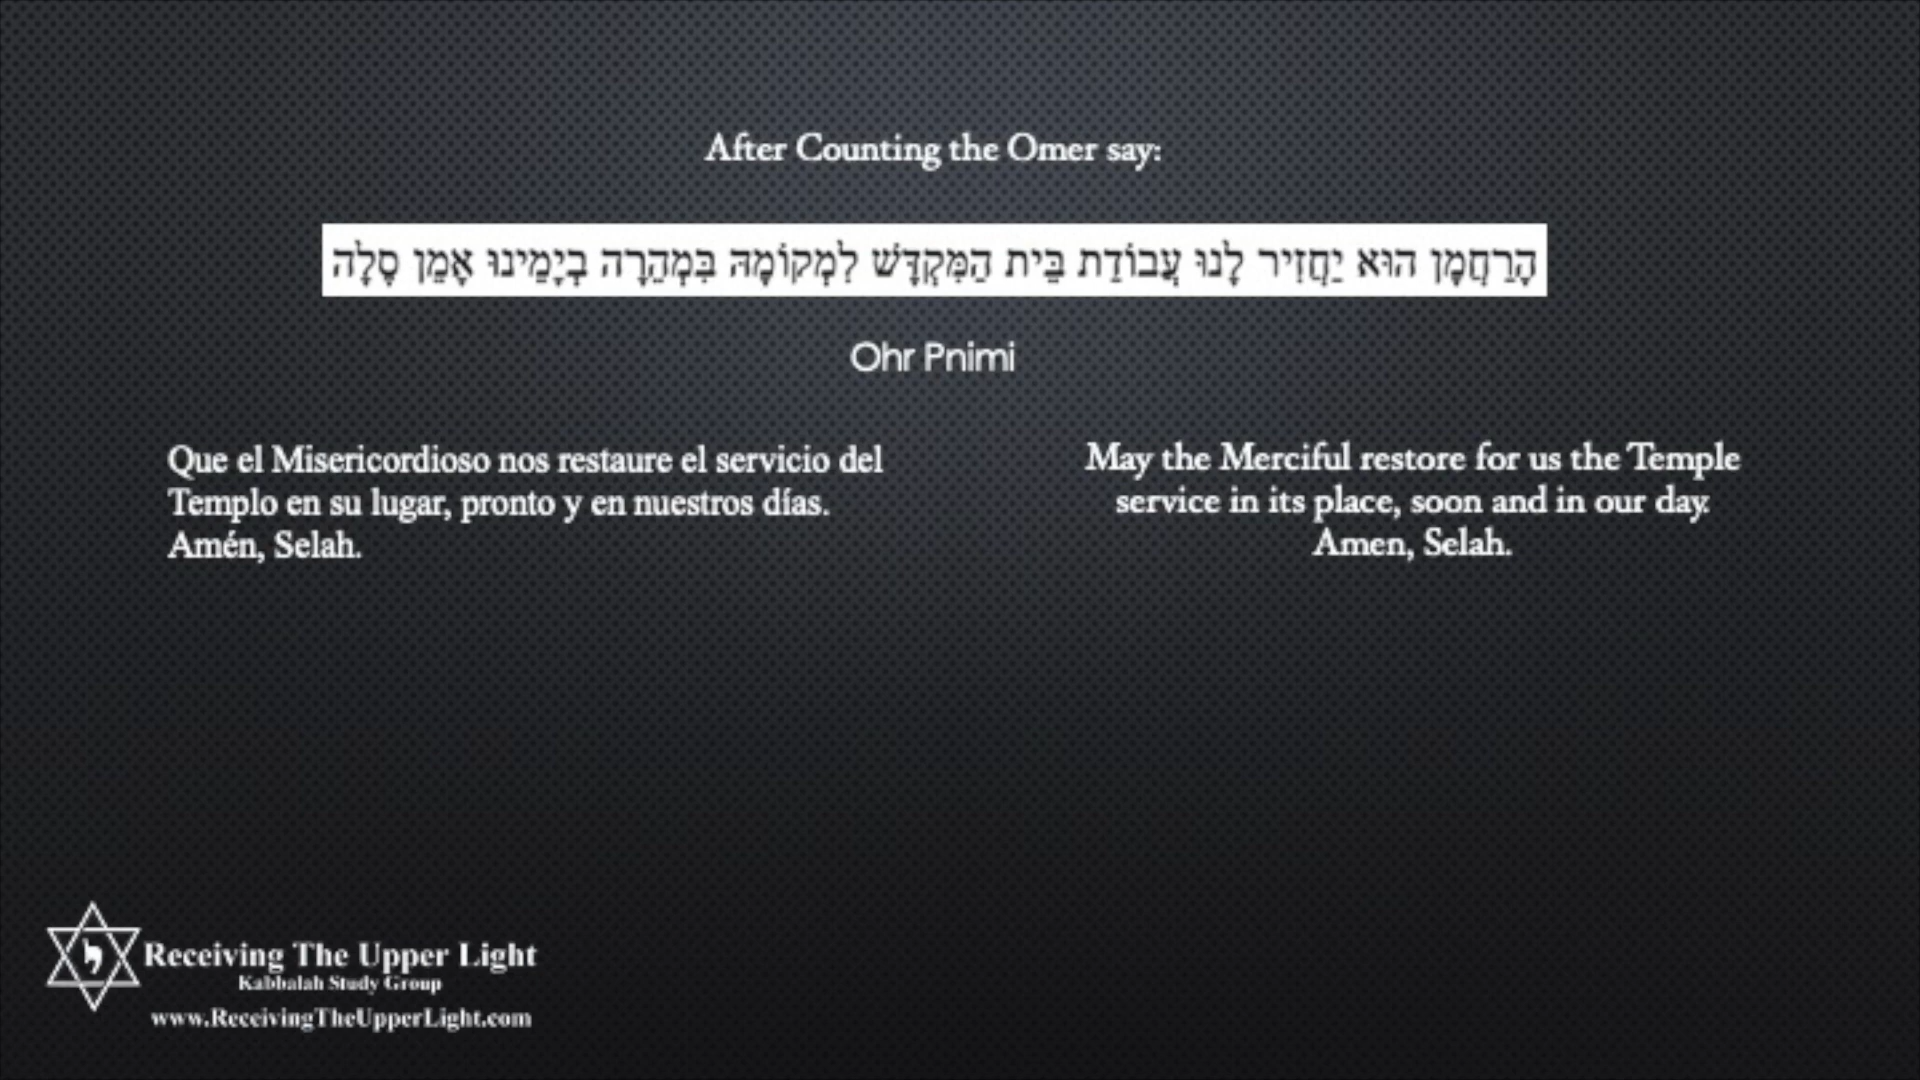 After Counting the Omer say:
הָרַחֲמָן הוּא יַחֲזִיר לָנוּ עֲבוֹדַת בֵּית הַמִּקְדָּשׁ לִמְקוֹמָהּ בִּמְהֵרָה בְיָמֵינוּ אָמֵן סֶלָה
Ohr Pnimi
Que el Misericordioso nos restaure el servicio del
Templo en su lugar, pronto y en nuestros días.
Amén, Selah.
May the Merciful restore for us the Temple
service in its place, soon and in our day.
Amen, Selah.
Receiving The Upper Light
Kabbalah Study Group
www.ReceivingTheUpperLight.com